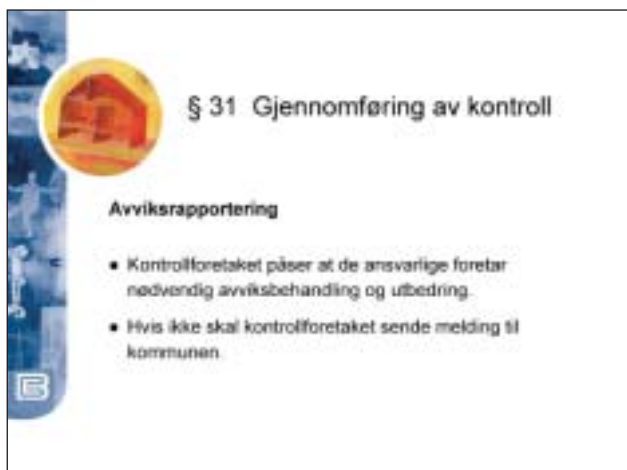 § 31 Gjennomføring av kontroll
Avviksrapportering
• Kontrollforetaket påser at de ansvarlige foretar
nødvendig avviksbehandling og utbedring.
• Hvis ikke skal kontrollforetaket sende melding til
kommunen.